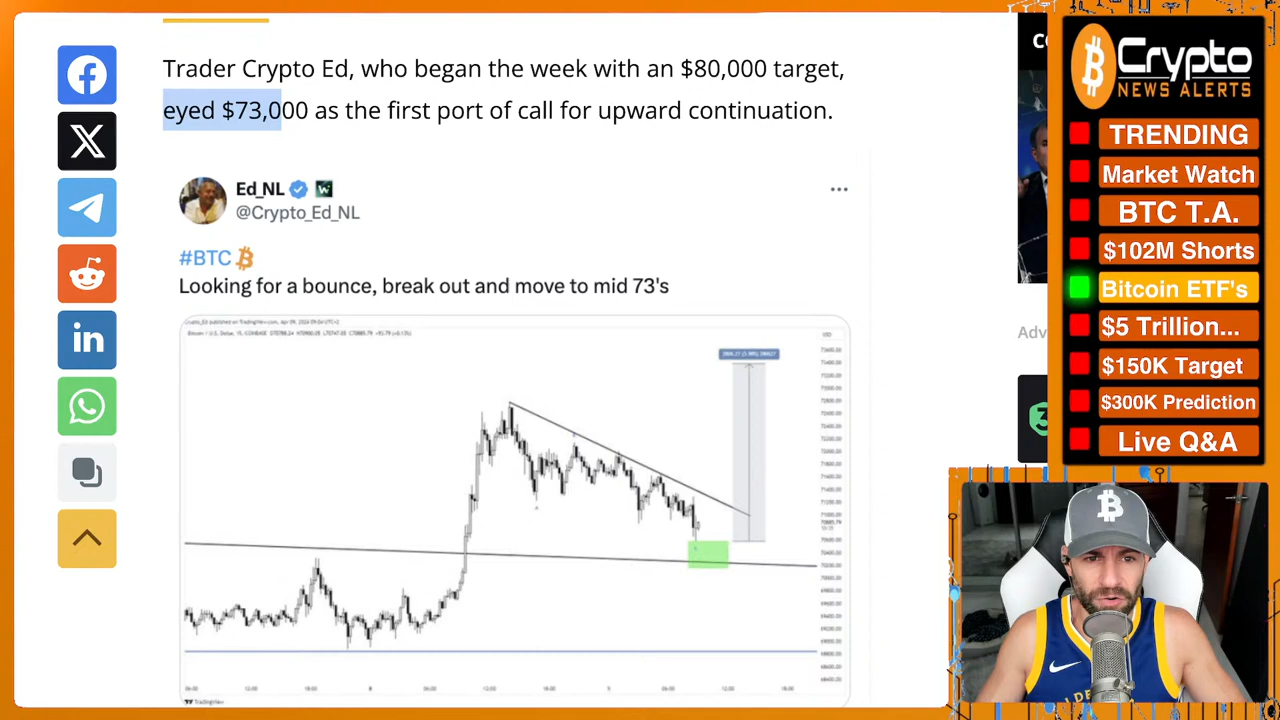 Trader Crypto Ed, who began the week with an $80,000 target,
eyed $73,000 as the first port of call for upward continuation.
Ed_NL
@Crypto_Ed_NL
#BTC
Looking for a bounce, break out and move to mid 73's
TradingView
Crypto
NEWS ALERTS
TRENDING
Market Watch
BTC T.A.
$102M Shorts
Bitcoin ETF's
$5 Trillion...
$150K Target
$300K Prediction
Live Q&A